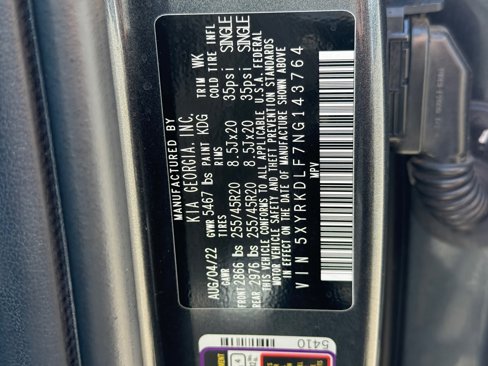 MANUFACTURED BY
KIA GEORGIA, INC.
AUG/04/22 GVWR 5467 lbs PAINT KDG TRIM WK
GAWR TIRES RIMS COLD TIRE INFL
FRONT 2866 lbs 255/45R20 8.5Jx20 35psi SINGLE
REAR 2976 lbs 255/45R20 8.5Jx20 35psi SINGLE
THIS VEHICLE CONFORMS TO ALL APPLICABLE U.S.A. FEDERAL
MOTOR VEHICLE SAFETY AND THEFT PREVENTION STANDARDS
IN EFFECT ON THE DATE OF MANUFACTURE SHOWN ABOVE
VIN 5XYRKDLF7NG143764
MPV
5410